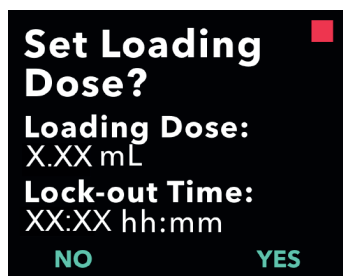 Set Loading
Dose?
Loading Dose:
X.XX mL
Lock-out Time:
XX:XX hh:mm
NO YES